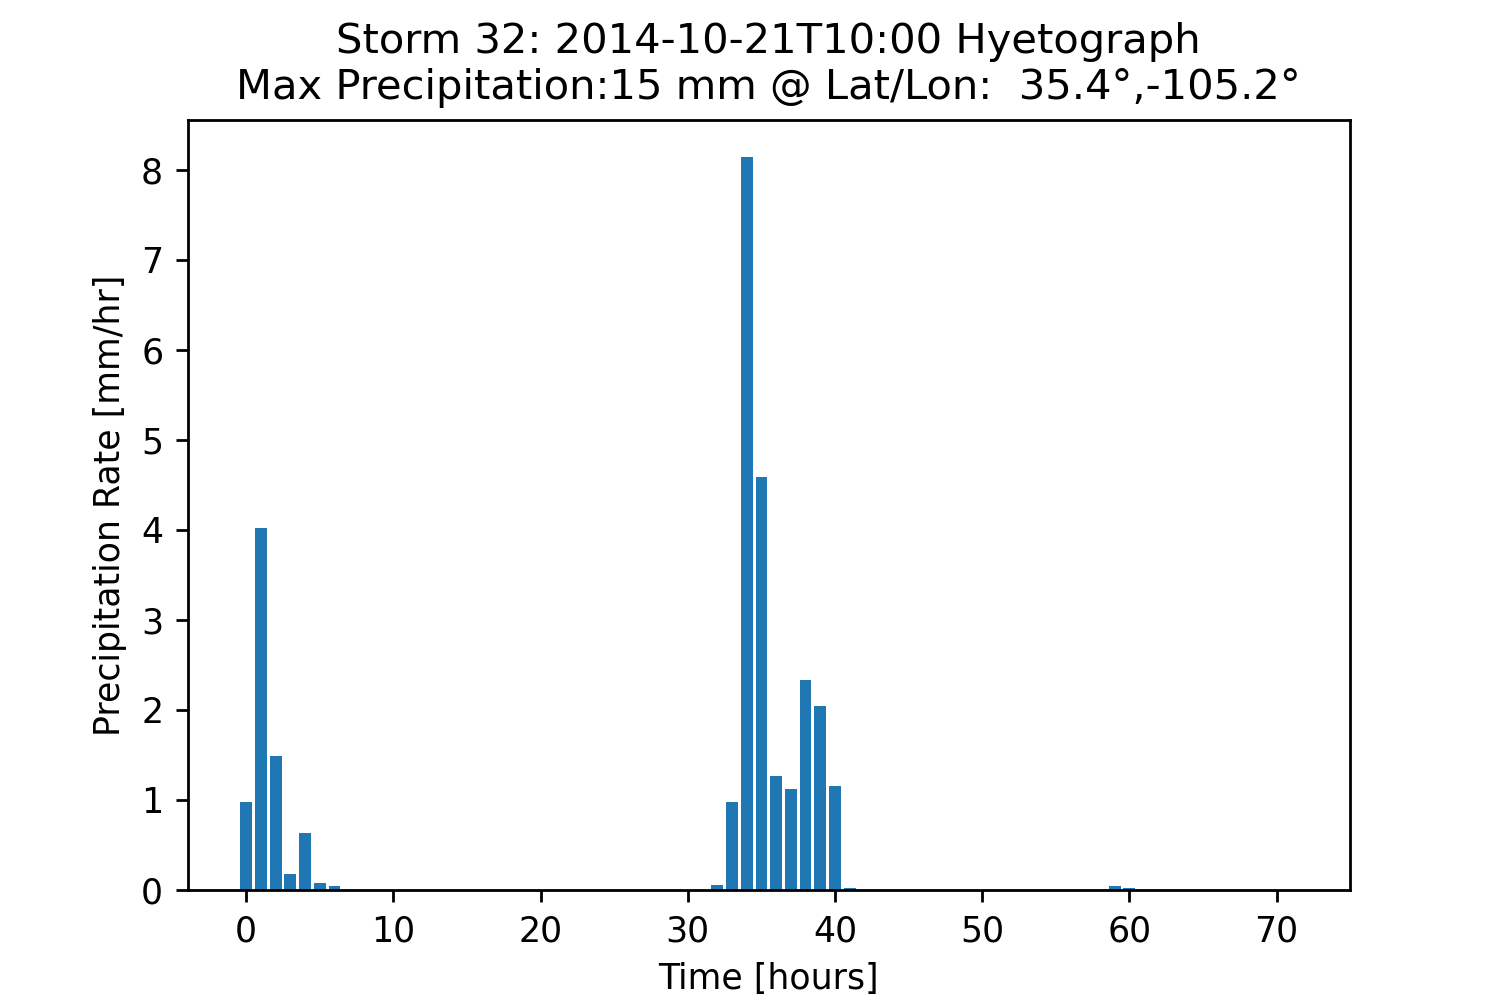 Storm 32: 2014-10-21T10:00 Hyetograph
Max Precipitation:15 mm @ Lat/Lon:  35.4°,-105.2°
Precipitation Rate [mm/hr]
8
7
6
5
4
3
2
1
0
0 10 20 30 40 50 60 70
Time [hours]